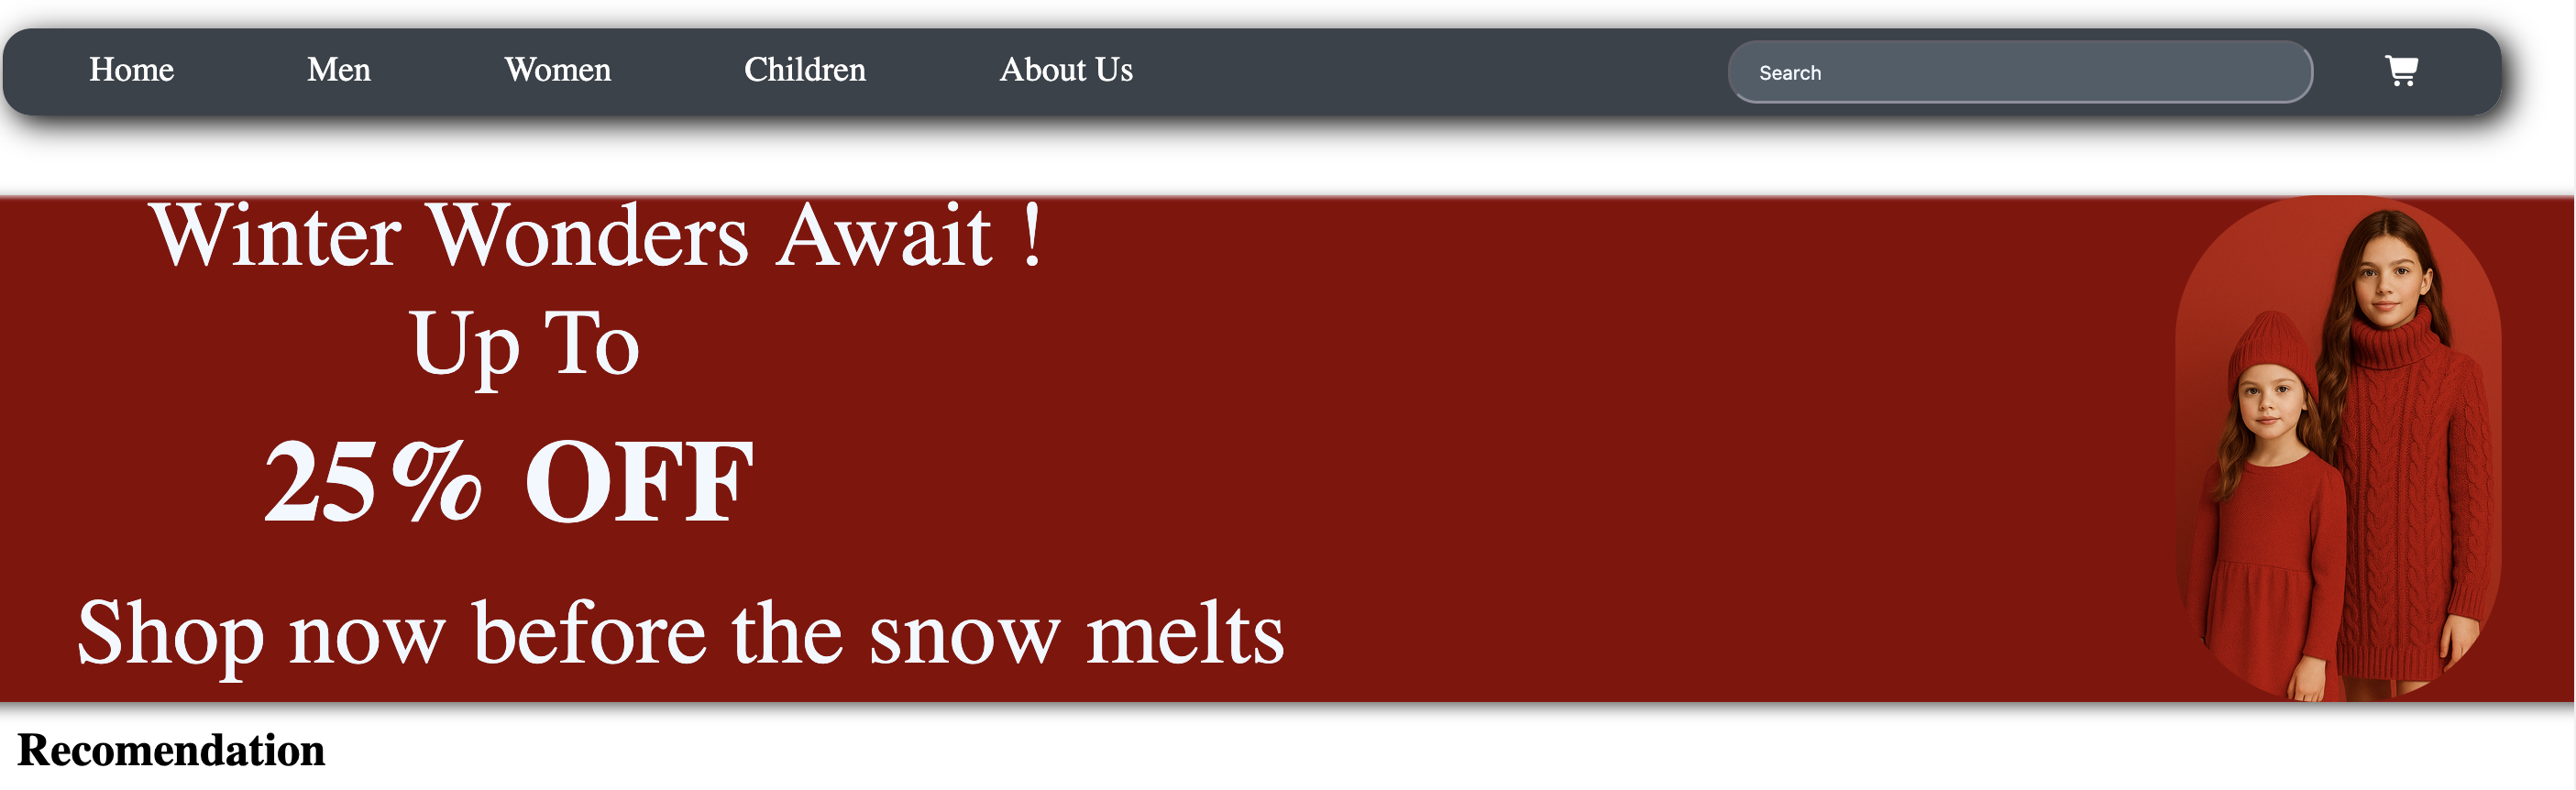 Home Men Women Children About Us Search
Winter Wonders Await !
Up To
25% OFF
Shop now before the snow melts
Recomendation